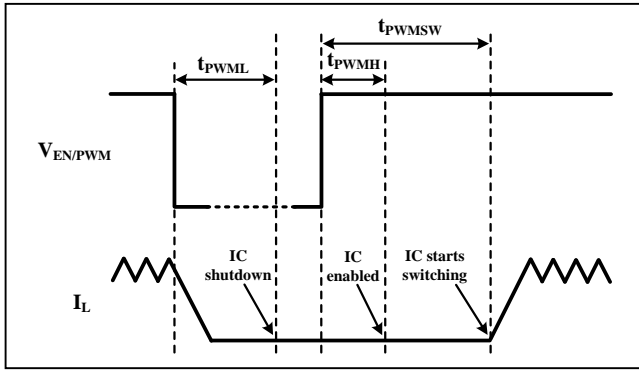 tPWMSW
tPWML
tPWMH
VEN/PWM
IC
shutdown
IC
enabled
IC starts
switching
IL